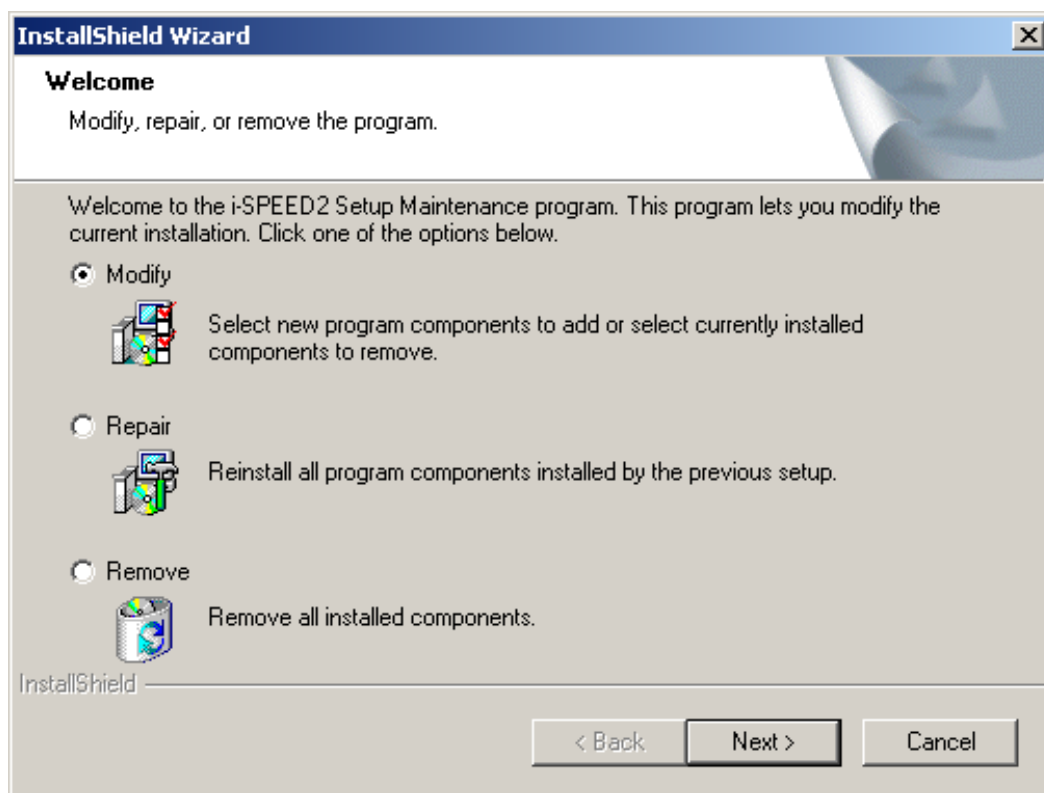 InstallShield Wizard
Welcome
Modify, repair, or remove the program.
Welcome to the i-SPEED2 Setup Maintenance program. This program lets you modify the
current installation. Click one of the options below.
Modify
Select new program components to add or select currently installed
components to remove.
Repair
Reinstall all program components installed by the previous setup.
Remove
Remove all installed components.
InstallShield
< Back
Next >
Cancel